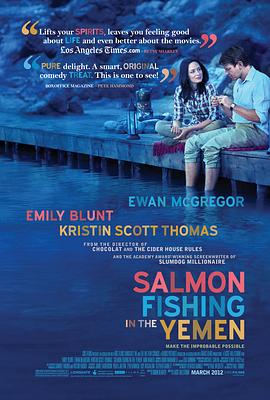 “Lifts your SPIRITS, leaves you feeling good
about LIFE and even better about the movies.”
Los Angeles Times.com - BETSY SHARKEY
“PURE delight. A smart, ORIGINAL
comedy TREAT. This is one to see!”
BOXOFFICE MAGAZINE - PETE HAMMOND
EWAN McGREGOR
EMILY BLUNT
KRISTIN SCOTT THOMAS
FROM THE DIRECTOR OF
CHOCOLAT AND THE CIDER HOUSE RULES
AND THE ACADEMY AWARD®-WINNING SCREENWRITER OF
SLUMDOG MILLIONAIRE
SALMON
FISHING
IN THE YEMEN
MAKE THE IMPROBABLE POSSIBLE
MARCH 2012